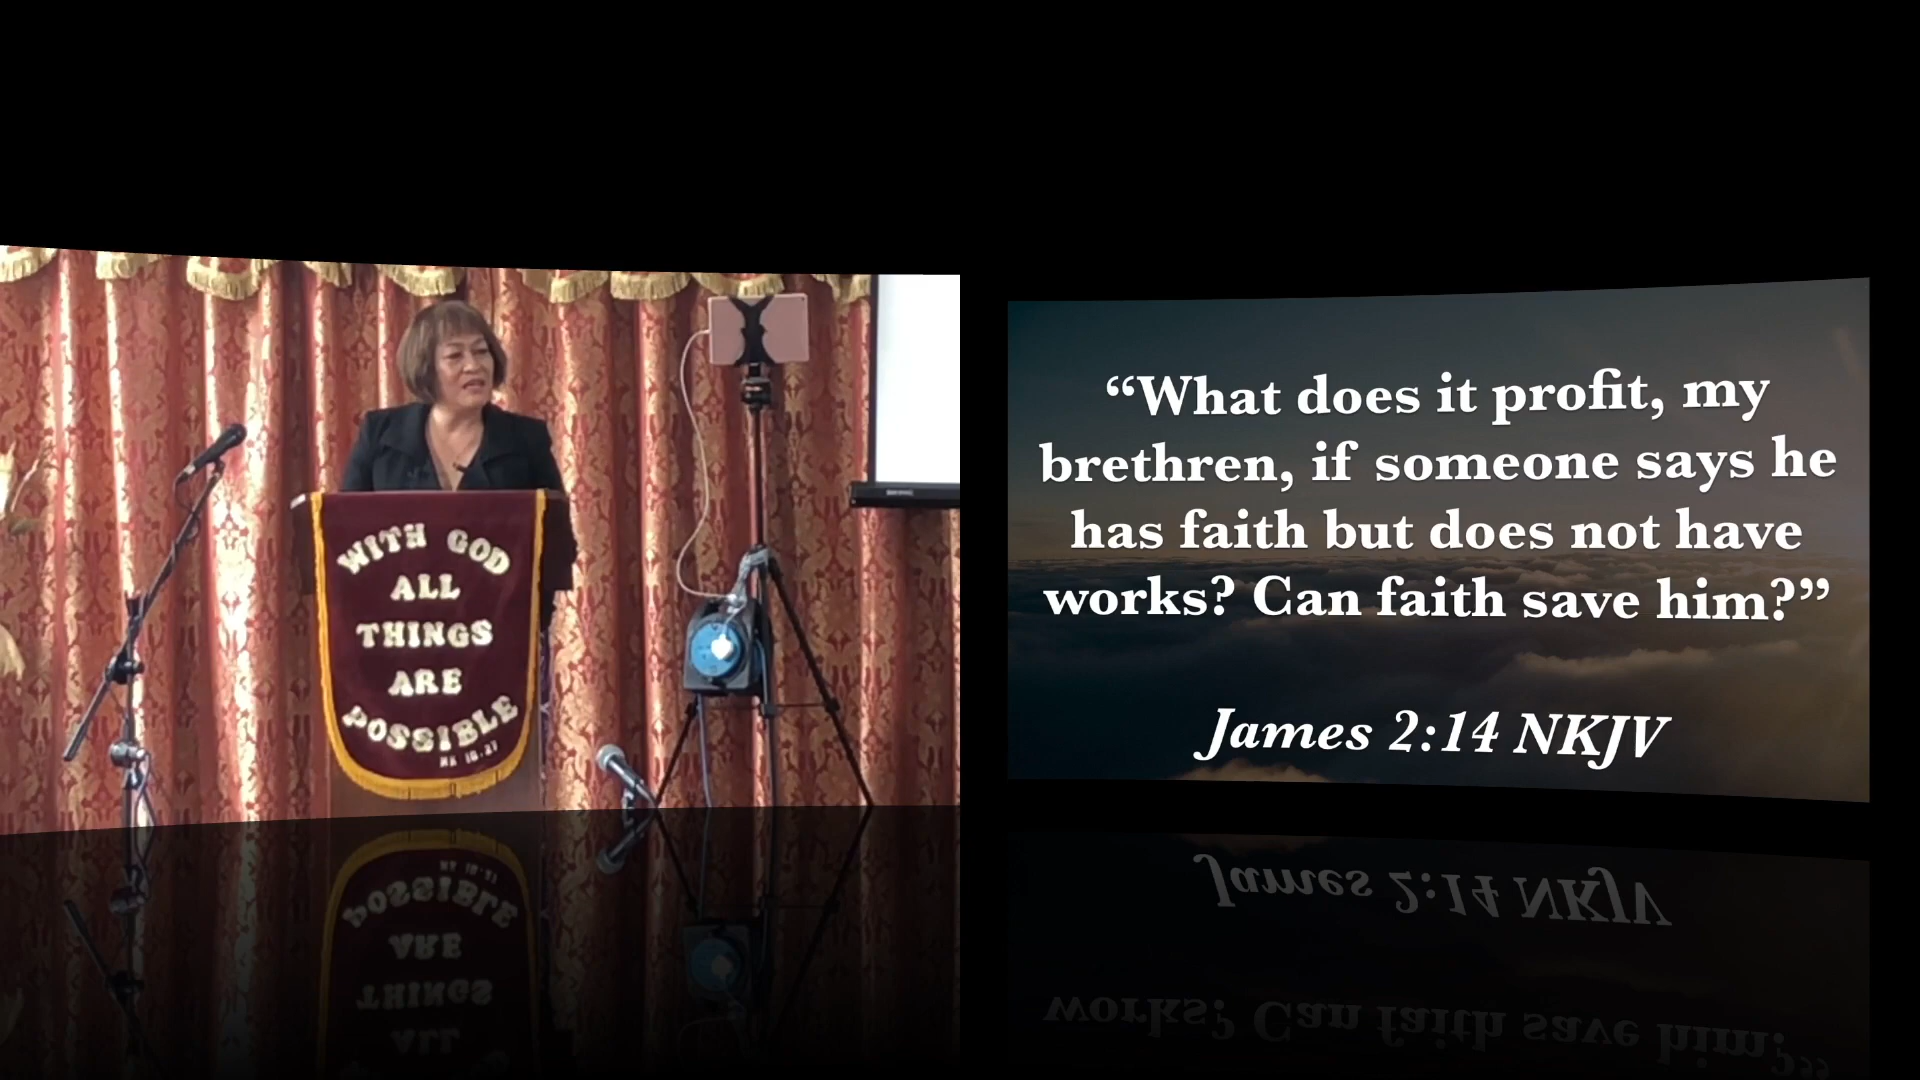 WITH GOD
ALL
THINGS
ARE
POSSIBLE
“What does it profit, my
brethren, if someone says he
has faith but does not have
works? Can faith save him?”
James 2:14 NKJV